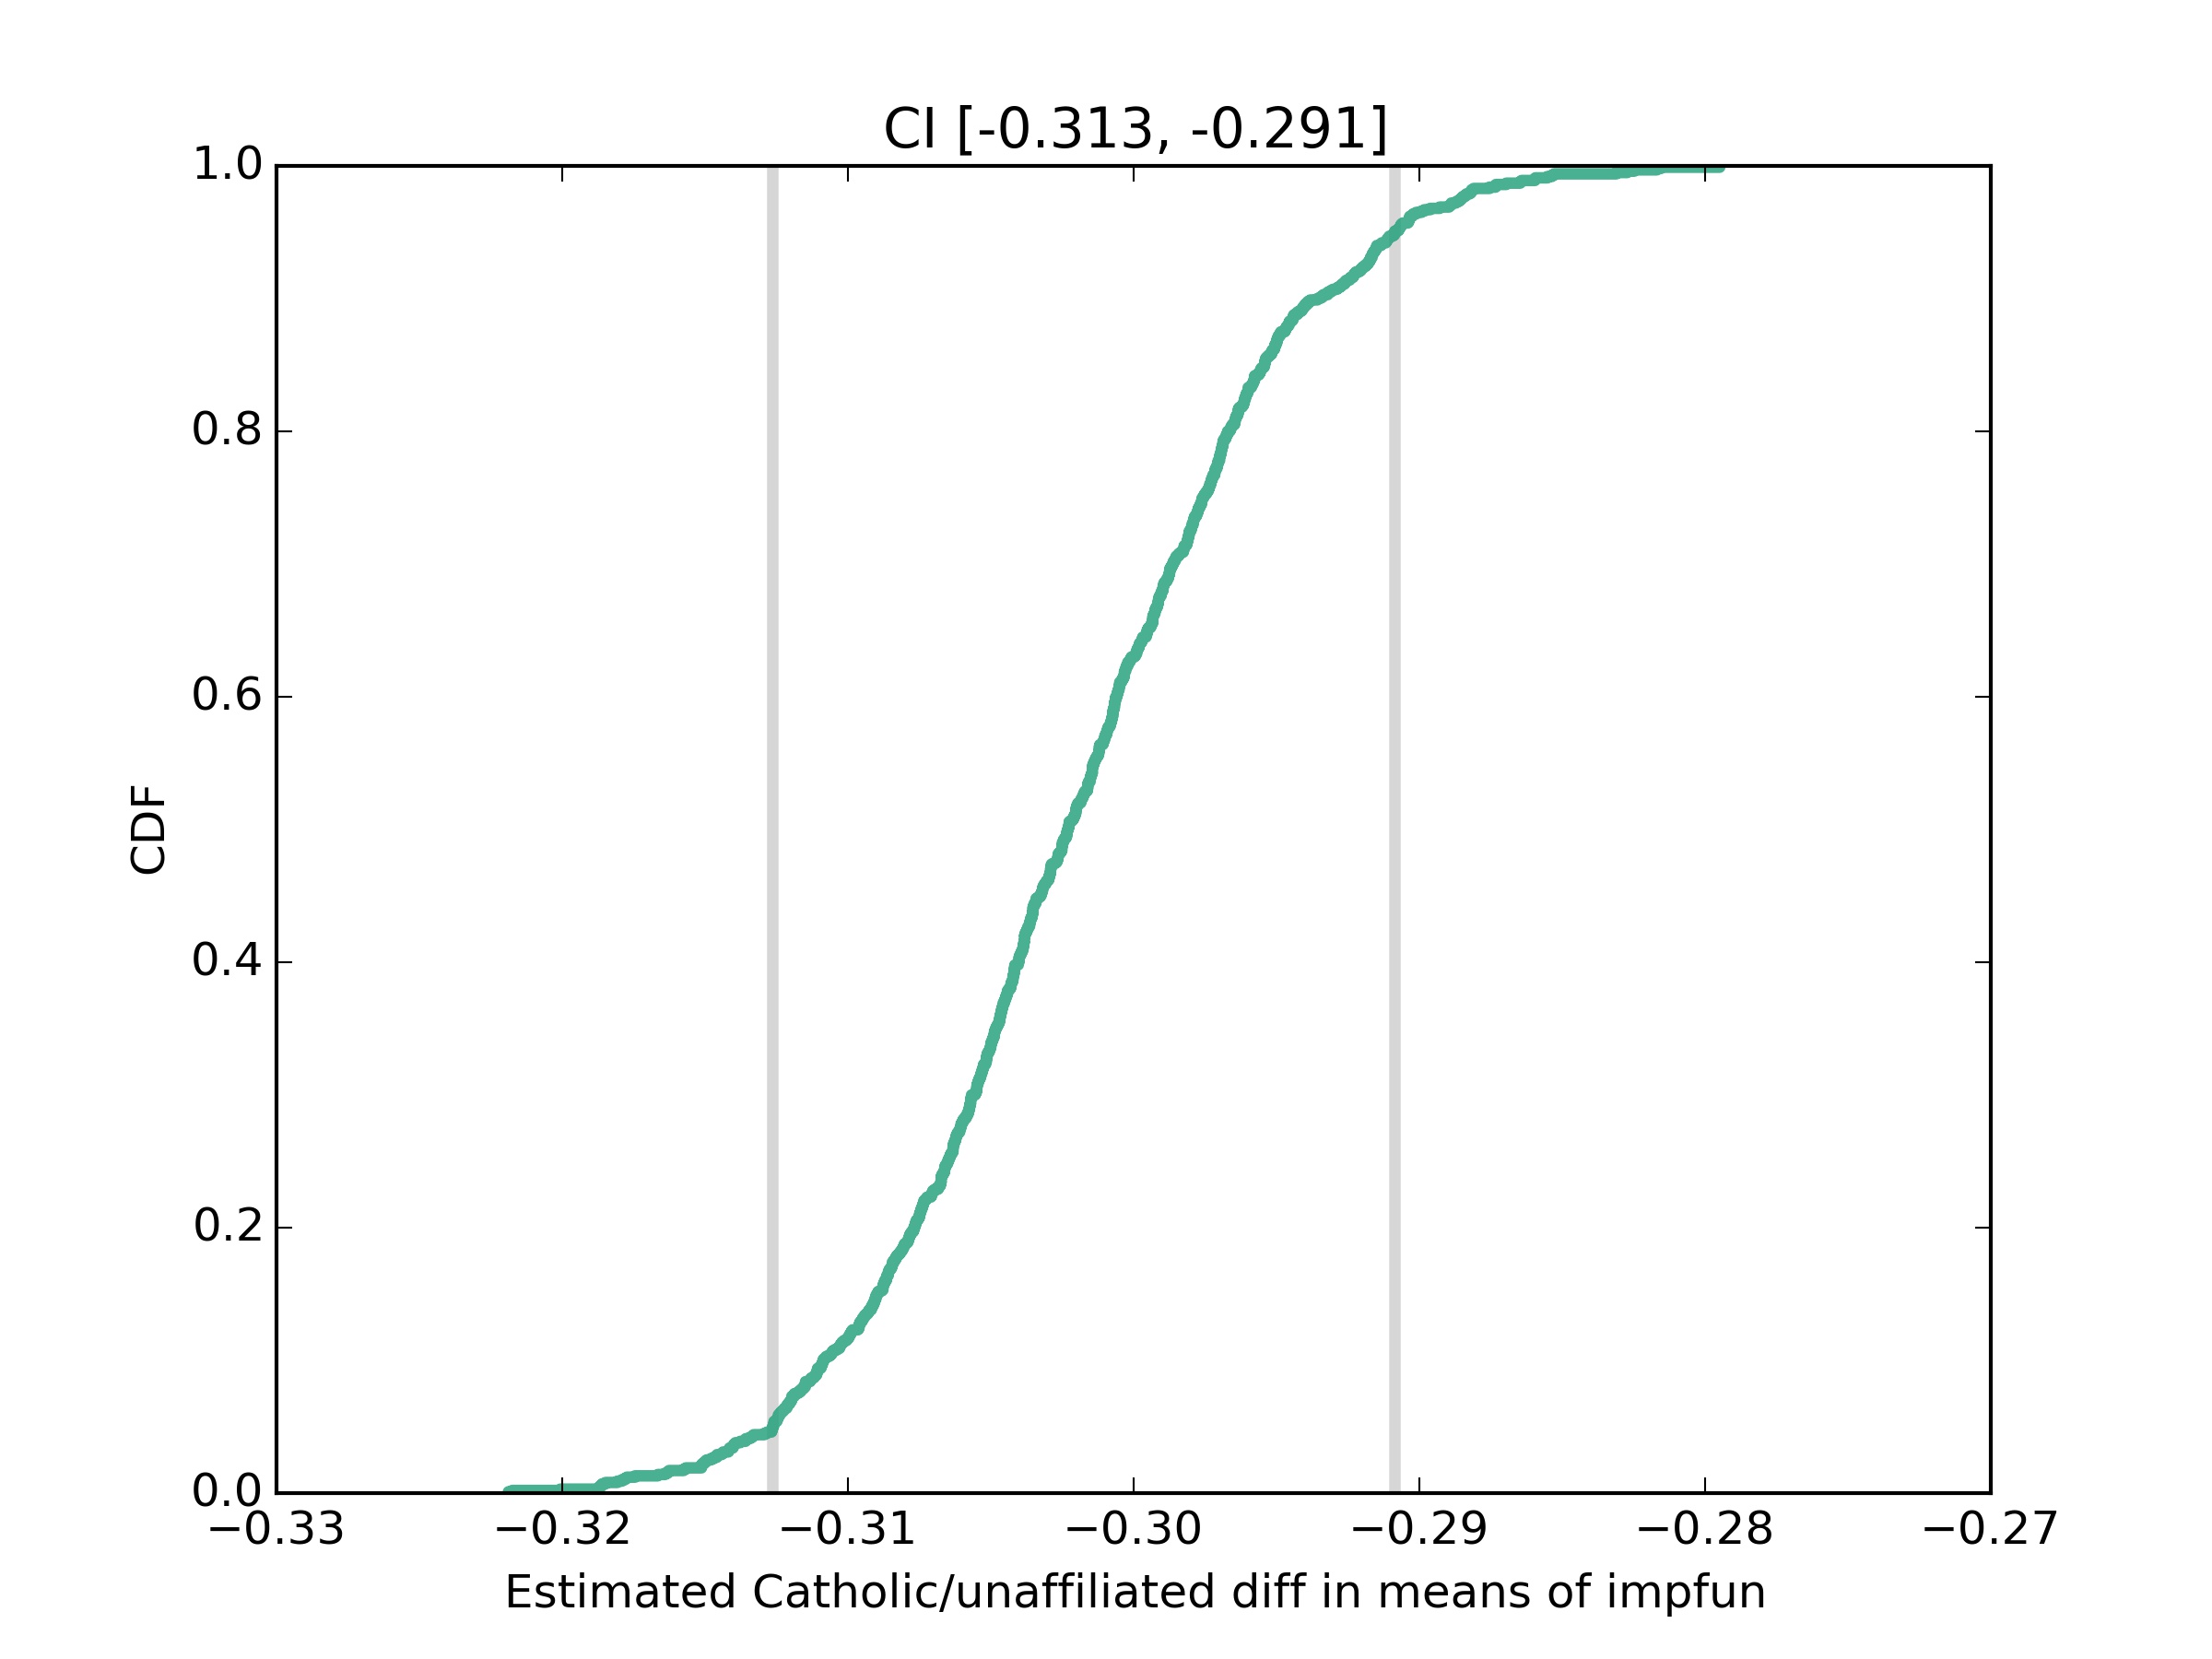 CI [-0.313, -0.291]
1.0
0.8
0.6
0.4
0.2
0.0
CDF
−0.33 −0.32 −0.31 −0.30 −0.29 −0.28 −0.27
Estimated Catholic/unaffiliated diff in means of impfun